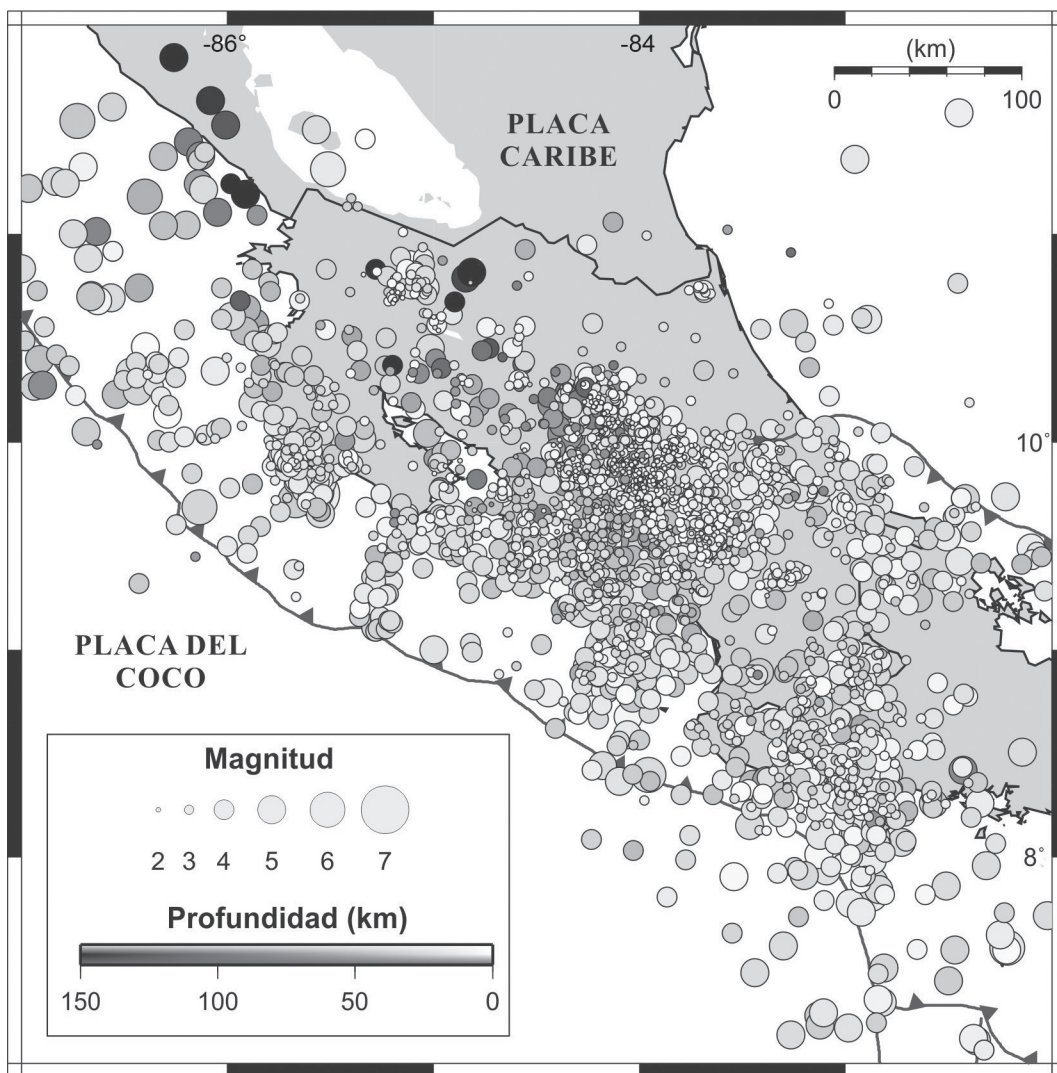 -86°
-84
(km)
0 100
PLACA
CARIBE
10°
PLACA DEL
COCO
8°
Magnitud
2 3 4 5 6 7
Profundidad (km)
150 100 50 0